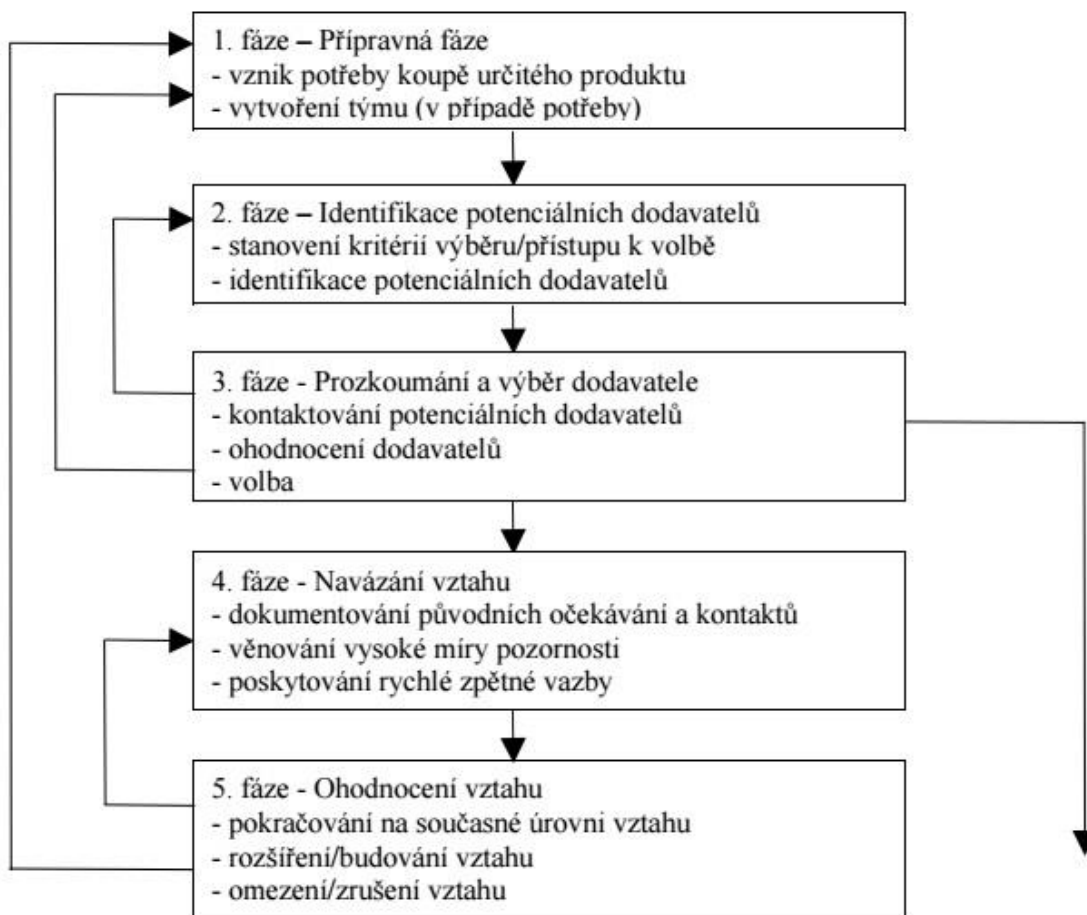 1. fáze – Přípravná fáze
- vznik potřeby koupě určitého produktu
- vytvoření týmu (v případě potřeby)
2. fáze – Identifikace potenciálních dodavatelů
- stanovení kritérií výběru/přístupu k volbě
- identifikace potenciálních dodavatelů
3. fáze - Prozkoumání a výběr dodavatele
- kontaktování potenciálních dodavatelů
- ohodnocení dodavatelů
- volba
4. fáze - Navázání vztahu
- dokumentování původních očekávání a kontaktů
- věnování vysoké míry pozornosti
- poskytování rychlé zpětné vazby
5. fáze - Ohodnocení vztahu
- pokračování na současné úrovni vztahu
- rozšíření/budování vztahu
- omezení/zrušení vztahu